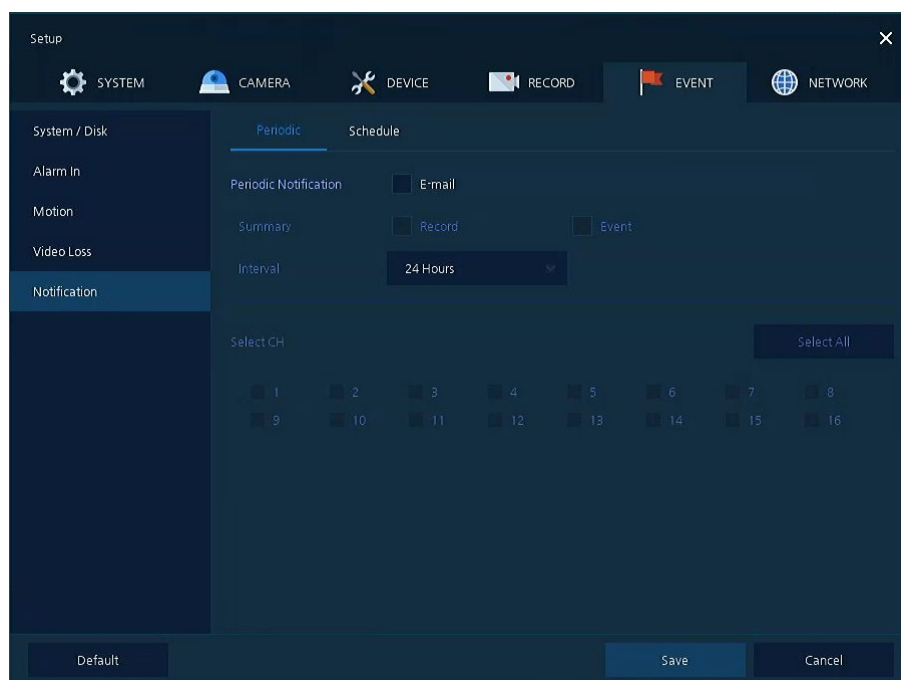 Setup
SYSTEM CAMERA DEVICE RECORD EVENT NETWORK
System / Disk
Alarm In
Motion
Video Loss
Notification
Periodic Schedule
Periodic Notification E-mail
Summary Record Event
Interval 24 Hours
Select CH Select All
1 2 3 4 5 6 7 8
9 10 11 12 13 14 15 16
Default Save Cancel